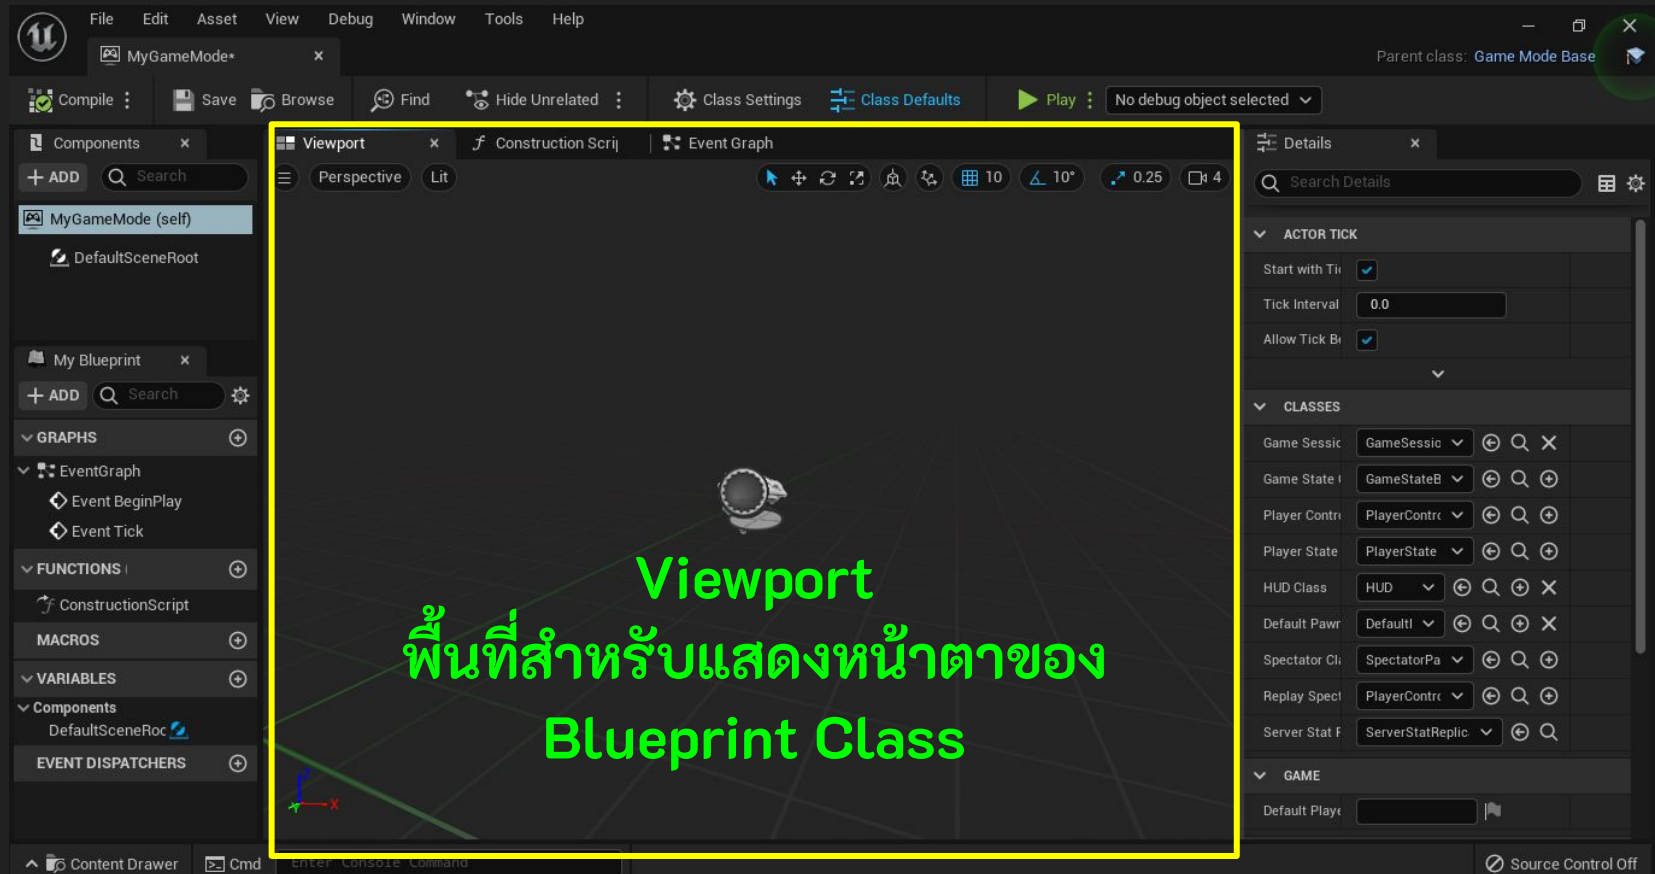 File Edit Asset View Debug Window Tools Help
MyGameMode*
Parent class: Game Mode Base
Compile Save Browse Find Hide Unrelated Class Settings Class Defaults Play No debug object selected
Components
Viewport Construction Scrip Event Graph
Details
+ ADD Search
Perspective Lit 10 10° 0.25 4
Search Details
MyGameMode (self)
DefaultSceneRoot
ACTOR TICK
Start with Tic
Tick Interval 0.0
Allow Tick Be
My Blueprint
+ ADD Search
GRAPHS
EventGraph
Event BeginPlay
Event Tick
FUNCTIONS
ConstructionScript
MACROS
VARIABLES
Components
DefaultSceneRoc
EVENT DISPATCHERS
Viewport
พื้นที่สำหรับแสดงหน้าตาของ
Blueprint Class
Z
Y X
CLASSES
Game Sessic GameSessic
Game State GameStateB
Player Contr PlayerContrc
Player State PlayerState
HUD Class HUD
Default Pawr Defaultl
Spectator Cla SpectatorPa
Replay Spect PlayerContrc
Server Stat F ServerStatReplic
GAME
Default Playe
Content Drawer Cmd Enter Console Command
Source Control Off